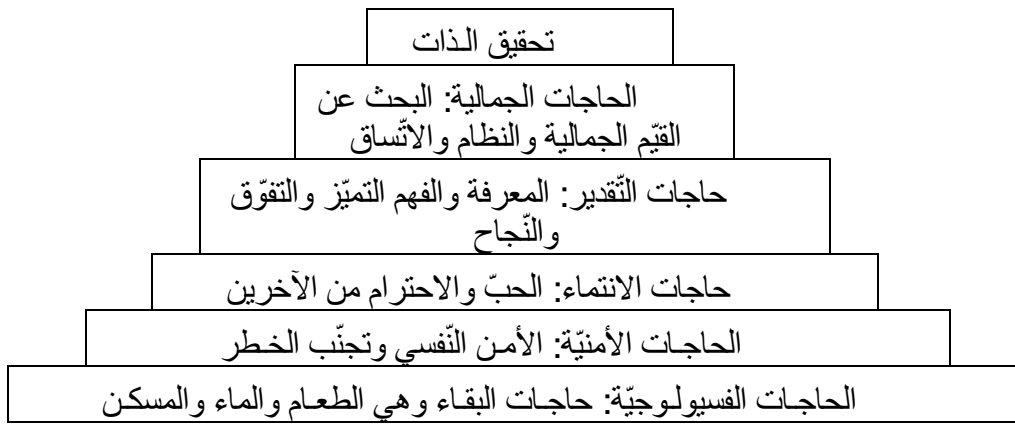 تحقيق الذات
الحاجات الجمالية: البحث عن
القيّم الجمالية والنظام والاتّساق
حاجات التّقدير: المعرفة والفهم التميّز والتفوّق
والنّجاح
حاجات الانتماء: الحبّ والاحترام من الآخرين
الحاجات الأمنيّة: الأمن النّفسي وتجنّب الخطر
الحاجات الفسيولوجيّة: حاجات البقاء وهي الطعام والماء والمسكن